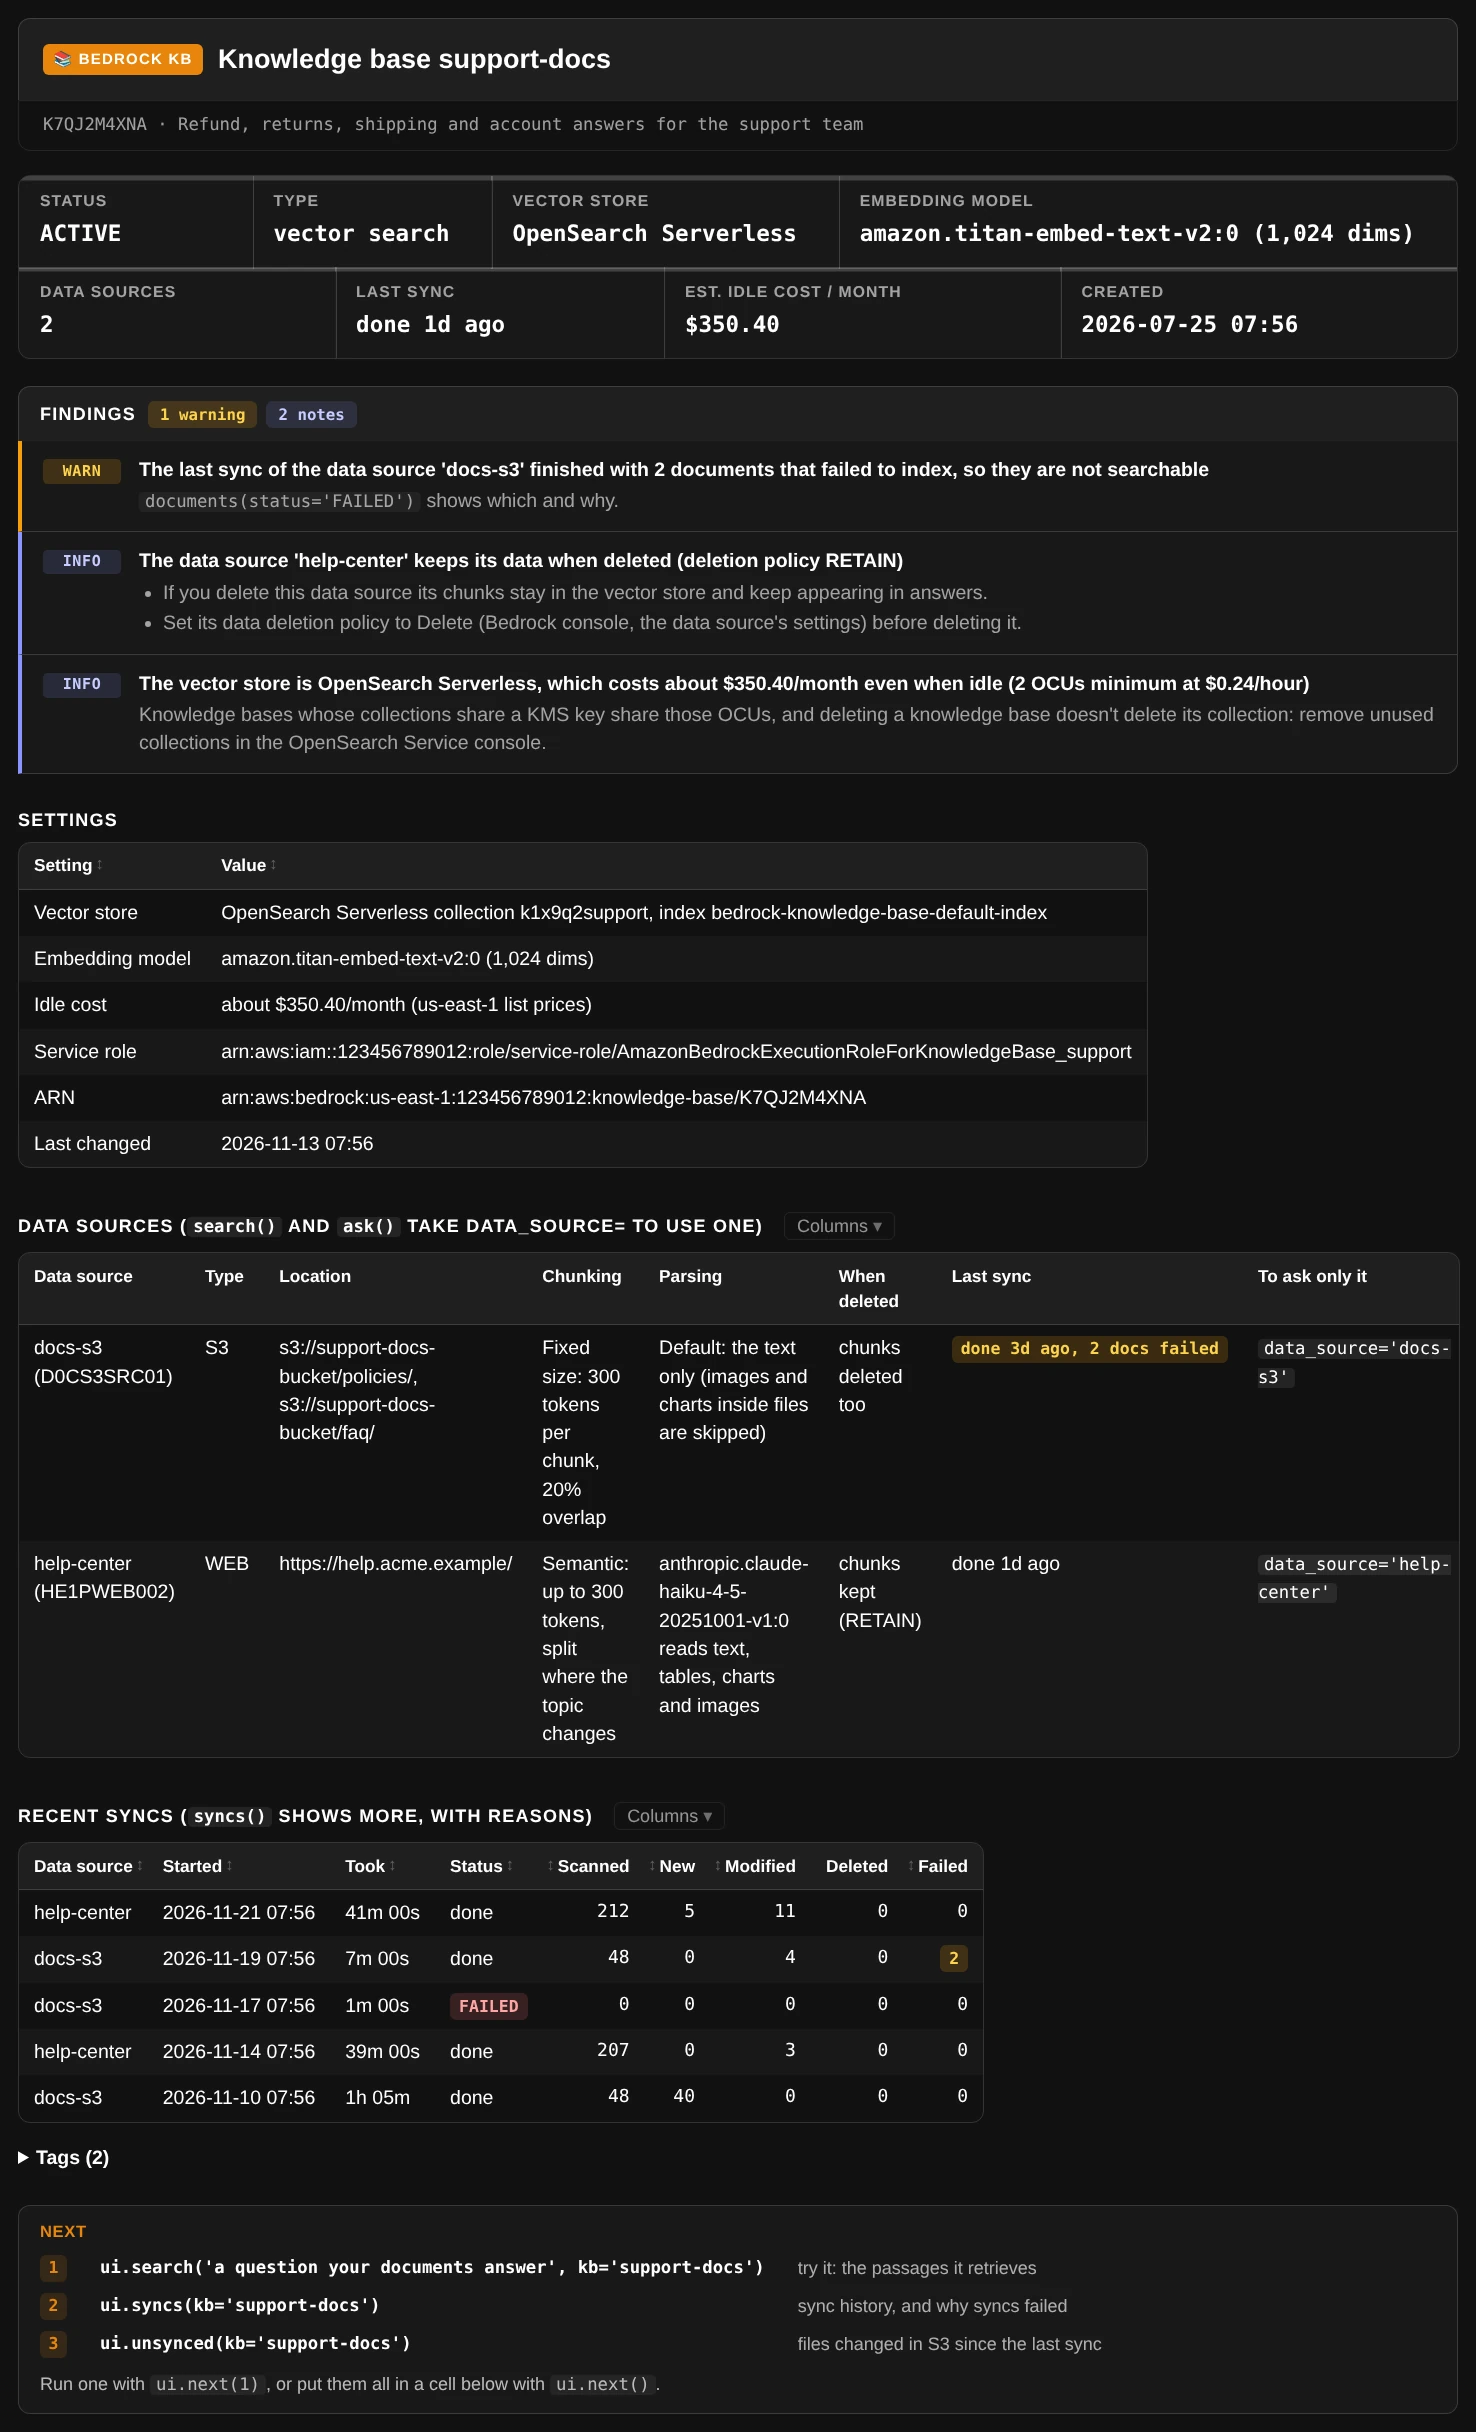 📚 BEDROCK KB Knowledge base support-docs
K7QJ2M4XNA · Refund, returns, shipping and account answers for the support team
STATUS TYPE VECTOR STORE EMBEDDING MODEL
ACTIVE vector search OpenSearch Serverless amazon.titan-embed-text-v2:0 (1,024 dims)
DATA SOURCES LAST SYNC EST. IDLE COST / MONTH CREATED
2 done 1d ago $350.40 2026-07-25 07:56
FINDINGS 1 warning 2 notes
WARN The last sync of the data source 'docs-s3' finished with 2 documents that failed to index, so they are not searchable
documents(status='FAILED') shows which and why.
INFO The data source 'help-center' keeps its data when deleted (deletion policy RETAIN)
• If you delete this data source its chunks stay in the vector store and keep appearing in answers.
• Set its data deletion policy to Delete (Bedrock console, the data source's settings) before deleting it.
INFO The vector store is OpenSearch Serverless, which costs about $350.40/month even when idle (2 OCUs minimum at $0.24/hour)
Knowledge bases whose collections share a KMS key share those OCUs, and deleting a knowledge base doesn't delete its collection: remove unused
collections in the OpenSearch Service console.
SETTINGS
Setting ↕ Value ↕
Vector store OpenSearch Serverless collection k1x9q2support, index bedrock-knowledge-base-default-index
Embedding model amazon.titan-embed-text-v2:0 (1,024 dims)
Idle cost about $350.40/month (us-east-1 list prices)
Service role arn:aws:iam::123456789012:role/service-role/AmazonBedrockExecutionRoleForKnowledgeBase_support
ARN arn:aws:bedrock:us-east-1:123456789012:knowledge-base/K7QJ2M4XNA
Last changed 2026-11-13 07:56
DATA SOURCES (search() AND ask() TAKE DATA_SOURCE= TO USE ONE) Columns ▾
Data source Type Location Chunking Parsing When Last sync To ask only it
deleted
docs-s3 S3 s3://support-docs- Fixed Default: the text chunks done 3d ago, 2 docs failed data_source='docs-
(D0CS3SRC01) bucket/policies/, size: 300 only (images and deleted s3'
s3://support-docs- tokens charts inside files too
bucket/faq/ per are skipped)
chunk,
20%
overlap
help-center WEB https://help.acme.example/ Semantic: anthropic.claude- chunks done 1d ago data_source='help-
(HE1PWEB002) up to 300 haiku-4-5- kept center'
tokens, 20251001-v1:0 (RETAIN)
split reads text,
where the tables, charts
topic and images
changes
RECENT SYNCS (syncs() SHOWS MORE, WITH REASONS) Columns ▾
Data source ↕ Started ↕ Took ↕ Status ↕ ↕ Scanned ↕ New ↕ Modified Deleted ↕ Failed
help-center 2026-11-21 07:56 41m 00s done 212 5 11 0 0
docs-s3 2026-11-19 07:56 7m 00s done 48 0 4 0 2
docs-s3 2026-11-17 07:56 1m 00s FAILED 0 0 0 0 0
help-center 2026-11-14 07:56 39m 00s done 207 0 3 0 0
docs-s3 2026-11-10 07:56 1h 05m done 48 40 0 0 0
▶ Tags (2)
NEXT
1 ui.search('a question your documents answer', kb='support-docs') try it: the passages it retrieves
2 ui.syncs(kb='support-docs') sync history, and why syncs failed
3 ui.unsynced(kb='support-docs') files changed in S3 since the last sync
Run one with ui.next(1), or put them all in a cell below with ui.next().